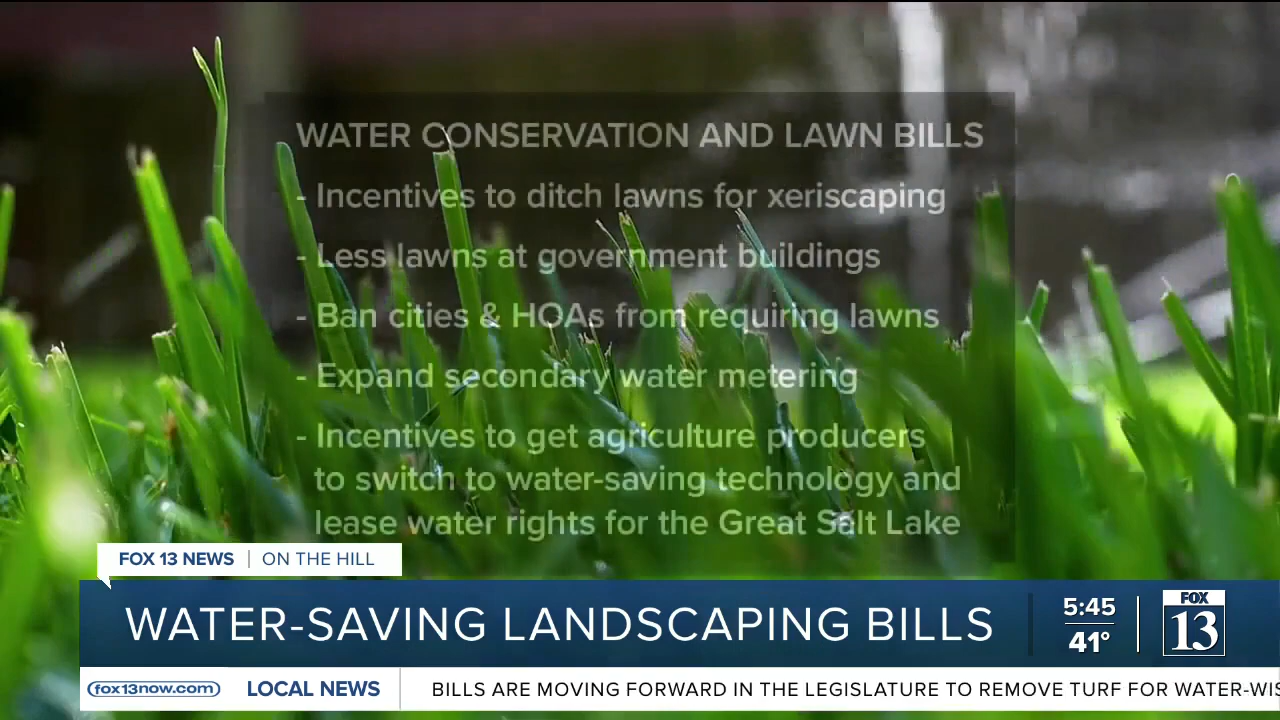 WATER CONSERVATION AND LAWN BILLS
- Incentives to ditch lawns for xeriscaping
- Less lawns at government buildings
- Ban cities & HOAs from requiring lawns
- Expand secondary water metering
- Incentives to get agriculture producers
to switch to water-saving technology and
lease water rights for the Great Salt Lake
FOX 13 NEWS | ON THE HILL
WATER-SAVING LANDSCAPING BILLS
5:45
41°
FOX
13
fox13now.com
LOCAL NEWS
BILLS ARE MOVING FORWARD IN THE LEGISLATURE TO REMOVE TURF FOR WATER-WIS